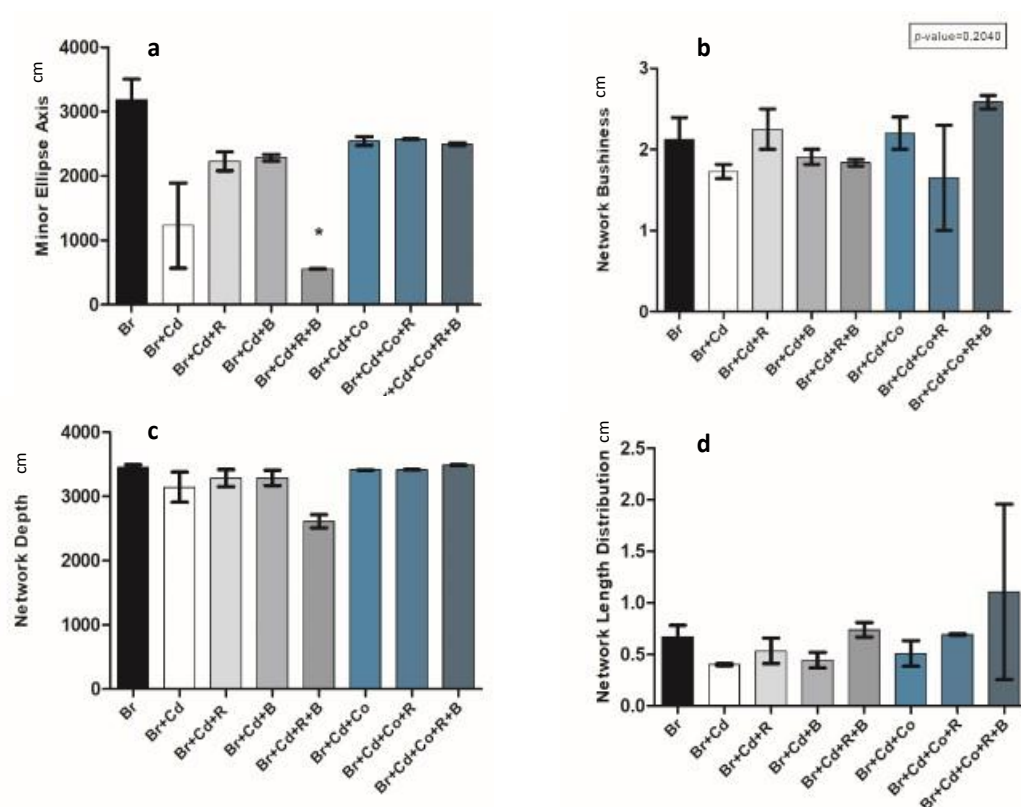 a
cm
Minor Ellipse Axis
4000
3000
2000
1000
0
Br
Br+Cd
Br+Cd+R
Br+Cd+B
Br+Cd+R+B
Br+Cd+Co
Br+Cd+Co+R
r+Cd+Co+R+B
*
b
p-value=0.2040
cm
Network Bushiness
3
2
1
0
Br
Br+Cd
Br+Cd+R
Br+Cd+B
Br+Cd+R+B
Br+Cd+Co
Br+Cd+Co+R
Br+Cd+Co+R+B
c
cm
Network Depth
4000
3000
2000
1000
0
Br
Br+Cd
Br+Cd+R
Br+Cd+B
Br+Cd+R+B
Br+Cd+Co
Br+Cd+Co+R
Br+Cd+Co+R+B
d
Network Length Distribution cm
2.5
2.0
1.5
1.0
0.5
0.0
Br
Br+Cd
Br+Cd+R
Br+Cd+B
Br+Cd+R+B
Br+Cd+Co
Br+Cd+Co+R
Br+Cd+Co+R+B